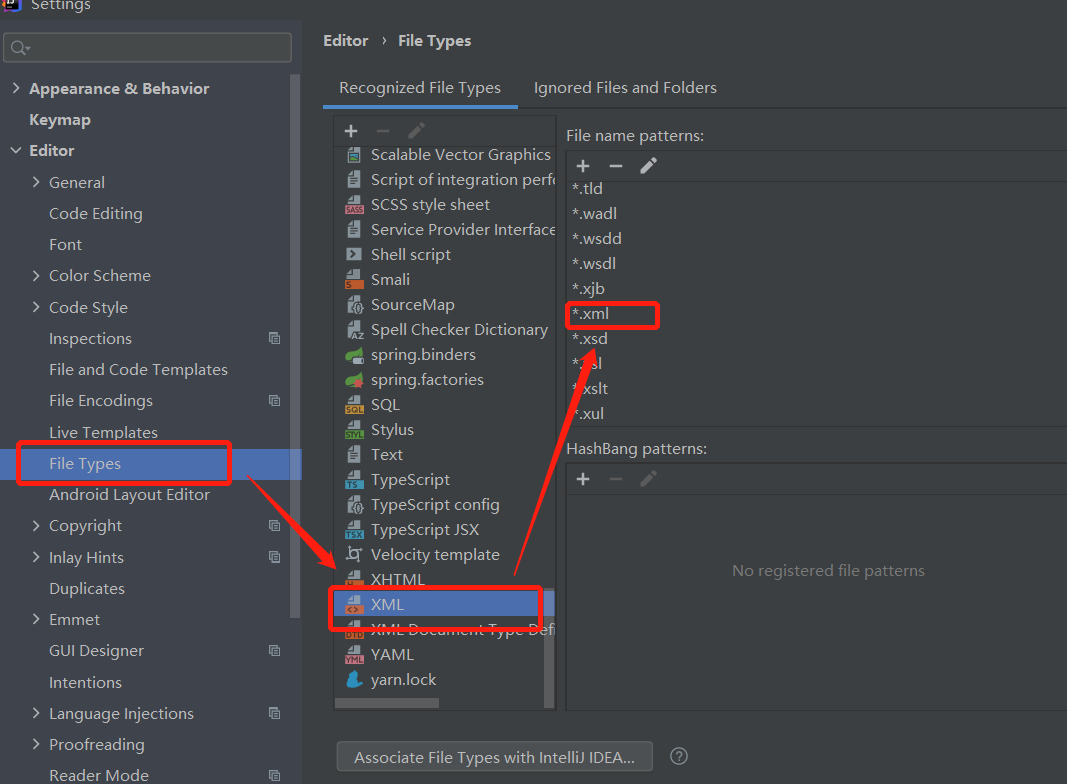 Settings
Appearance & Behavior
Keymap
Editor
General
Code Editing
Font
Color Scheme
Code Style
Inspections
File and Code Templates
File Encodings
Live Templates
File Types
Android Layout Editor
Copyright
Inlay Hints
Duplicates
Emmet
GUI Designer
Intentions
Language Injections
Proofreading
Reader Mode
Editor › File Types
Recognized File Types
Ignored Files and Folders
Scalable Vector Graphics
Script of integration perfo
SCSS style sheet
Service Provider Interface
Shell script
Smali
SourceMap
Spell Checker Dictionary
spring.binders
spring.factories
SQL
Stylus
Text
TypeScript
TypeScript config
TypeScript JSX
Velocity template
XHTML
XML
XML Document Type Defi
YAML
yarn.lock
File name patterns:
*.tld
*.wadl
*.wsdd
*.wsdl
*.xjb
*.xml
*.xsd
*.xslt
*.xul
HashBang patterns:
No registered file patterns
Associate File Types with IntelliJ IDEA...